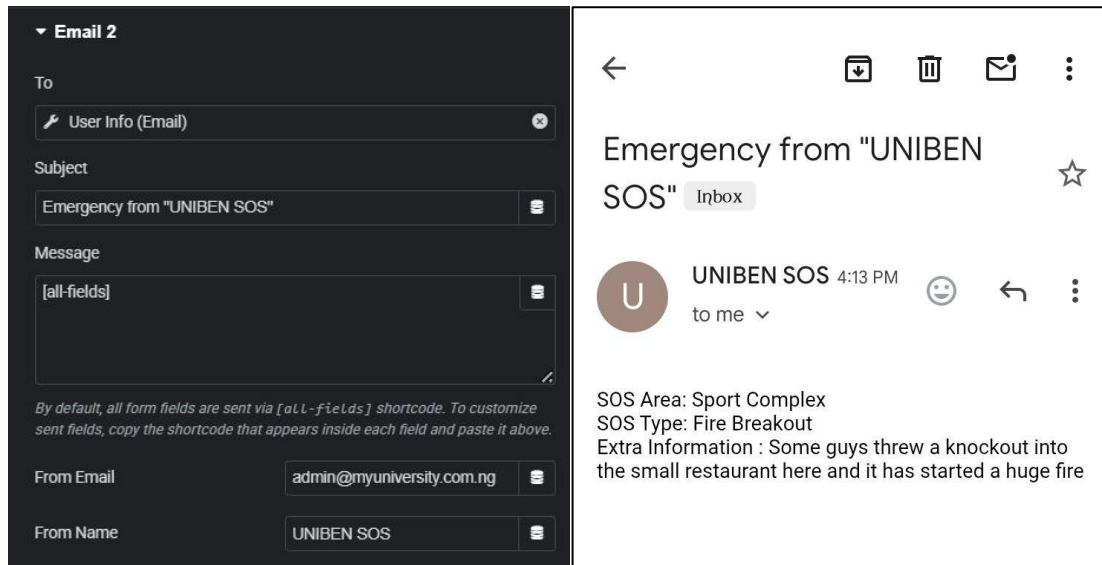 Email 2
To
User Info (Email)
Subject
Emergency from "UNIBEN SOS"
Message
[all-fields]
By default, all form fields are sent via [all-fields] shortcode. To customize
sent fields, copy the shortcode that appears inside each field and paste it above.
From Email admin@myuniversity.com.ng
From Name UNIBEN SOS
Emergency from "UNIBEN
SOS" Inbox
U
UNIBEN SOS 4:13 PM
to me
SOS Area: Sport Complex
SOS Type: Fire Breakout
Extra Information : Some guys threw a knockout into
the small restaurant here and it has started a huge fire